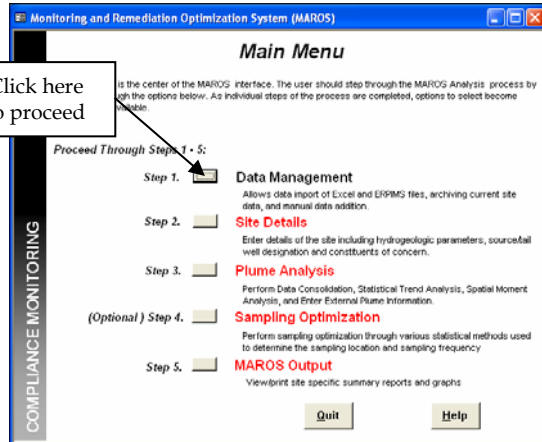 Monitoring and Remediation Optimization System (MAROS)
Main Menu
Click here
to proceed
is the center of the MAROS interface. The user should step through the MAROS Analysis process by
ugh the options below. As individual steps of the process are completed, options to select become
available.
Proceed Through Steps 1 - 5:
Step 1.
Data Management
Allows data import of Excel and ERPIMS files, archiving current site
data, and manual data addition.
Step 2.
Site Details
Enter details of the site including hydrogeologic parameters, source/tail
well designation and constituents of concern.
Step 3.
Plume Analysis
Perform Data Consolidation, Statistical Trend Analysis, Spatial Moment
Analysis, and Enter External Plume Information.
(Optional ) Step 4.
Sampling Optimization
Perform sampling optimization through various statistical methods used
to determine the sampling location and sampling frequency
Step 5.
MAROS Output
View/print site specific summary reports and graphs
Quit
Help
COMPLIANCE MONITORING